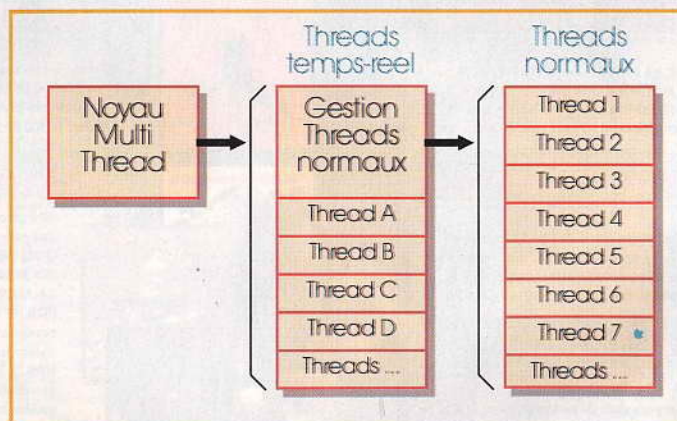 Noyau
Multi
Thread
Threads
temps-reel
Gestion
Threads
normaux
Thread A
Thread B
Thread C
Thread D
Threads ...
Threads
normaux
Thread 1
Thread 2
Thread 3
Thread 4
Thread 5
Thread 6
Thread 7
Threads ...